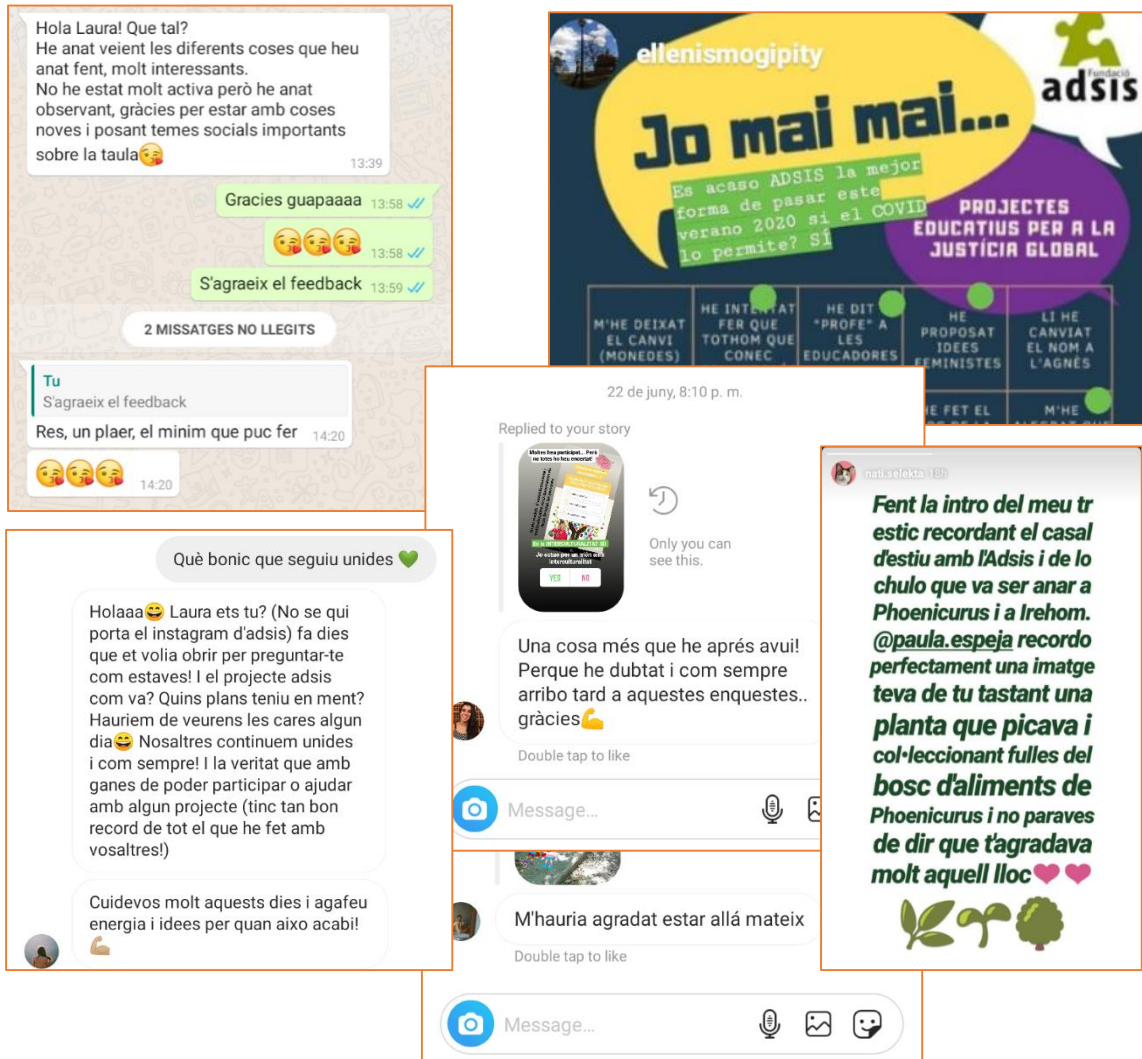 Hola Laura! Que tal?
He anat veient les diferents coses que heu
anat fent, molt interessants.
No he estat molt activa però he anat
observant, gràcies per estar amb coses
noves i posant temes socials importants
sobre la taula😘
13:39
Gracies guapaaaa 13:58
😘😘😘 13:58
S'agraeix el feedback 13:59
2 MISSATGES NO LLEGITS
Tu
S'agraeix el feedback
Res, un plaer, el minim que puc fer 14:20
😘😘😘 14:20
ellenismogipity
Fundació
adsis
Jo mai mai...
Es acaso ADSIS la mejor
forma de pasar este
verano 2020 si el COVID
lo permite? SÍ
PROJECTES
EDUCATIUS PER A LA
JUSTÍCIA GLOBAL
M'HE DEIXAT
EL CANVI
(MONEDES)
HE INTENTAT
FER QUE
TOTHOM QUE
CONEC
HE DIT
"PROFE" A
LES
EDUCADORES
HE
PROPOSAT
IDEES
FEMINISTES
LI HE
CANVIAT
EL NOM A
L'AGNÈS
HE FET EL
M'HE
22 de juny, 8:10 p. m.
Replied to your story
Moltes heu participat... Però
no totes ho heu encertat!
YES NO
Only you can
see this.
Una cosa més que he aprés avui!
Perque he dubtat i com sempre
arribo tard a aquestes enquestes..
gràcies💪
Double tap to like
Message...
Què bonic que seguiu unides 💚
Holaaa😄 Laura ets tu? (No se qui
porta el instagram d'adsis) fa dies
que et volia obrir per preguntar-te
com estaves! I el projecte adsis
com va? Quins plans teniu en ment?
Hauriem de veurens les cares algun
dia😄 Nosaltres continuem unides
i com sempre! I la veritat que amb
ganes de poder participar o ajudar
amb algun projecte (tinc tan bon
record de tot el que he fet amb
vosaltres!)
Cuidevos molt aquests dies i agafeu
energia i idees per quan aixo acabi!
💪🏼
M'hauria agradat estar allá mateix
Double tap to like
Message...
nati.selekta 18h
Fent la intro del meu tr
estic recordant el casal
d'estiu amb l'Adsis i de lo
chulo que va ser anar a
Phoenicurus i a Irehom.
@paula.espeja recordo
perfectament una imatge
teva de tu tastant una
planta que picava i
col•leccionant fulles del
bosc d'aliments de
Phoenicurus i no paraves
de dir que t'agradava
molt aquell lloc❤️❤️
🌿🌱🌳